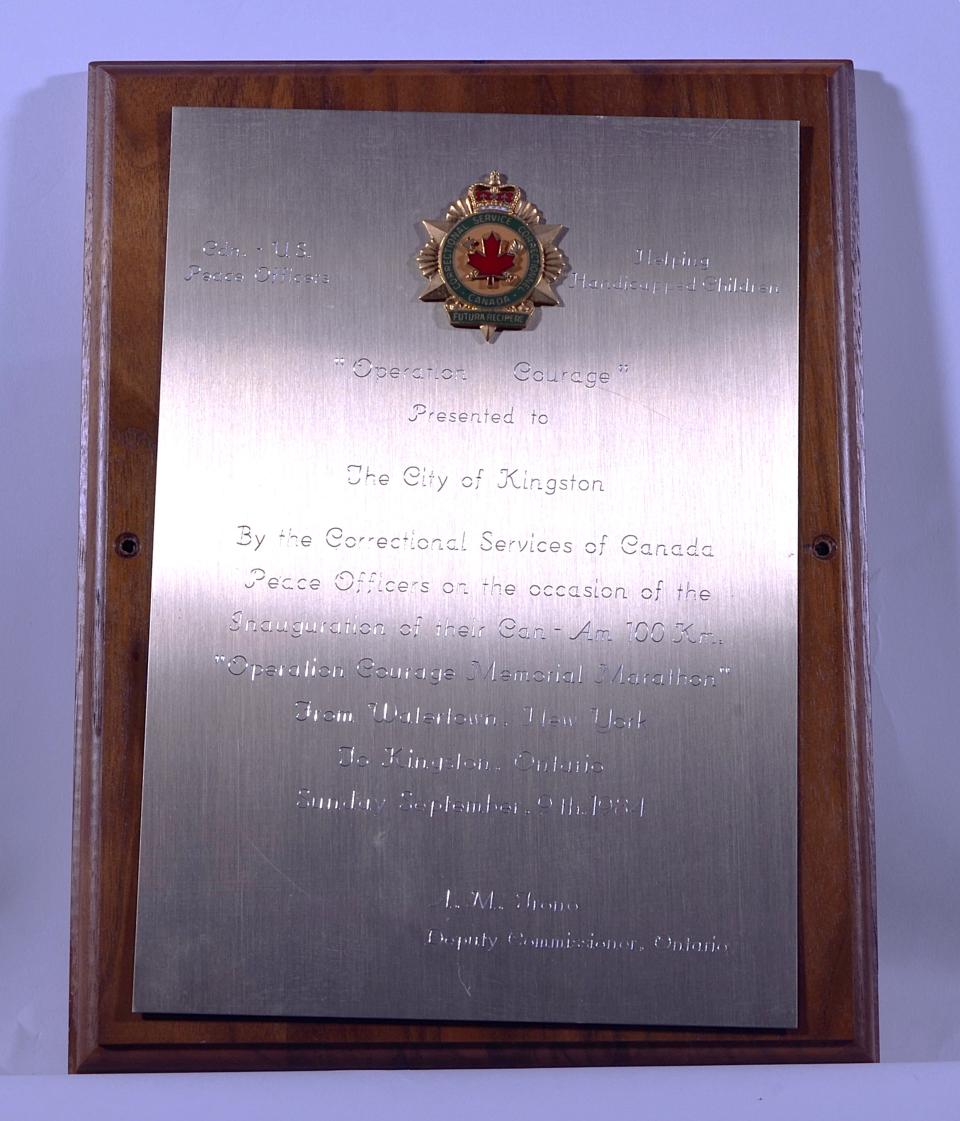 CORRECTIONAL SERVICE CORRECTIONNEL
CANADA
FUTURA RECIPERE
Cdn. - U.S.
Peace Officers
Helping
Handicapped Children
"Operation Courage"
Presented to
The City of Kingston
By the Correctional Services of Canada
Peace Officers on the occasion of the
Inauguration of their Can-Am 100 Km.
"Operation Courage Memorial Marathon"
From Watertown, New York
To Kingston, Ontario
Sunday September, 9th, 1984
A. M. Trono
Deputy Commissioner, Ontario